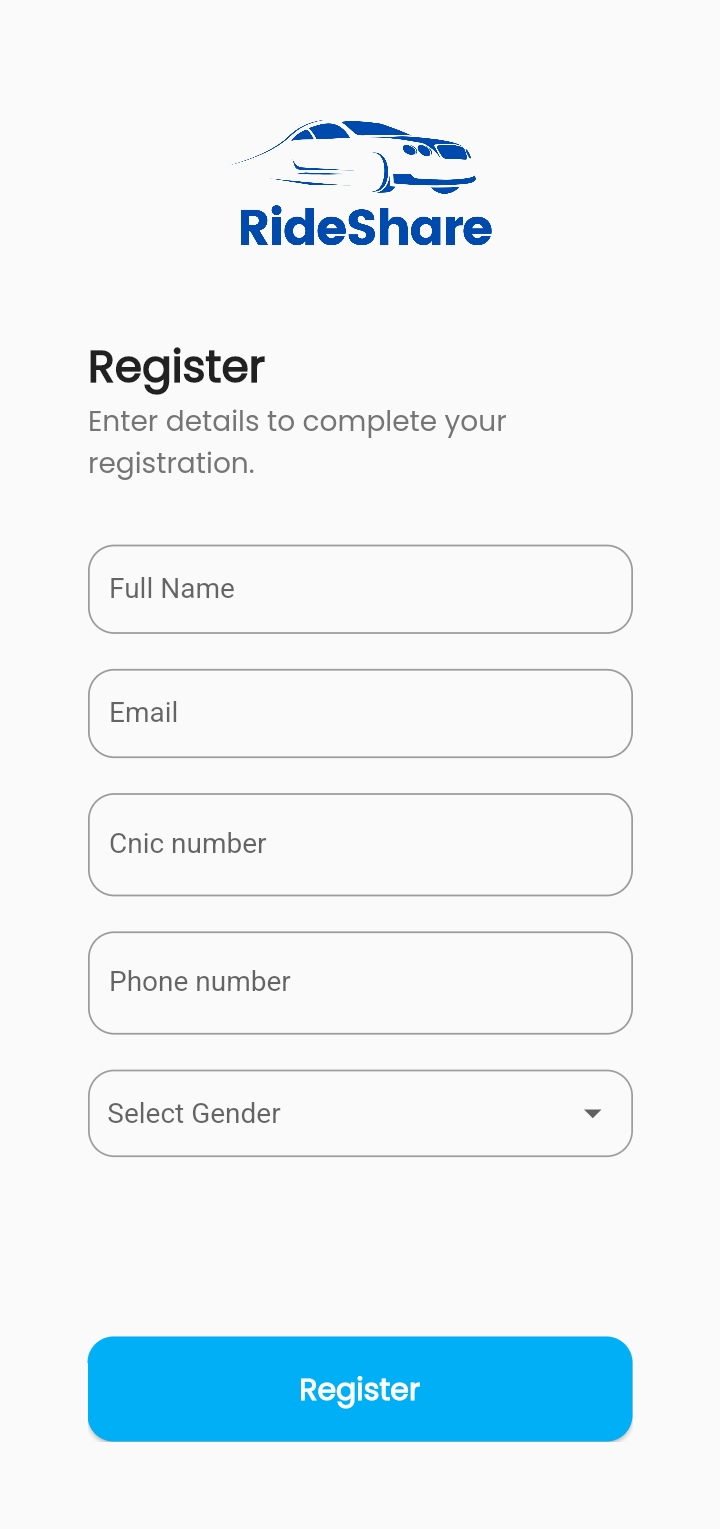 RideShare
Register
Enter details to complete your
registration.
Full Name
Email
Cnic number
Phone number
Select Gender
Register